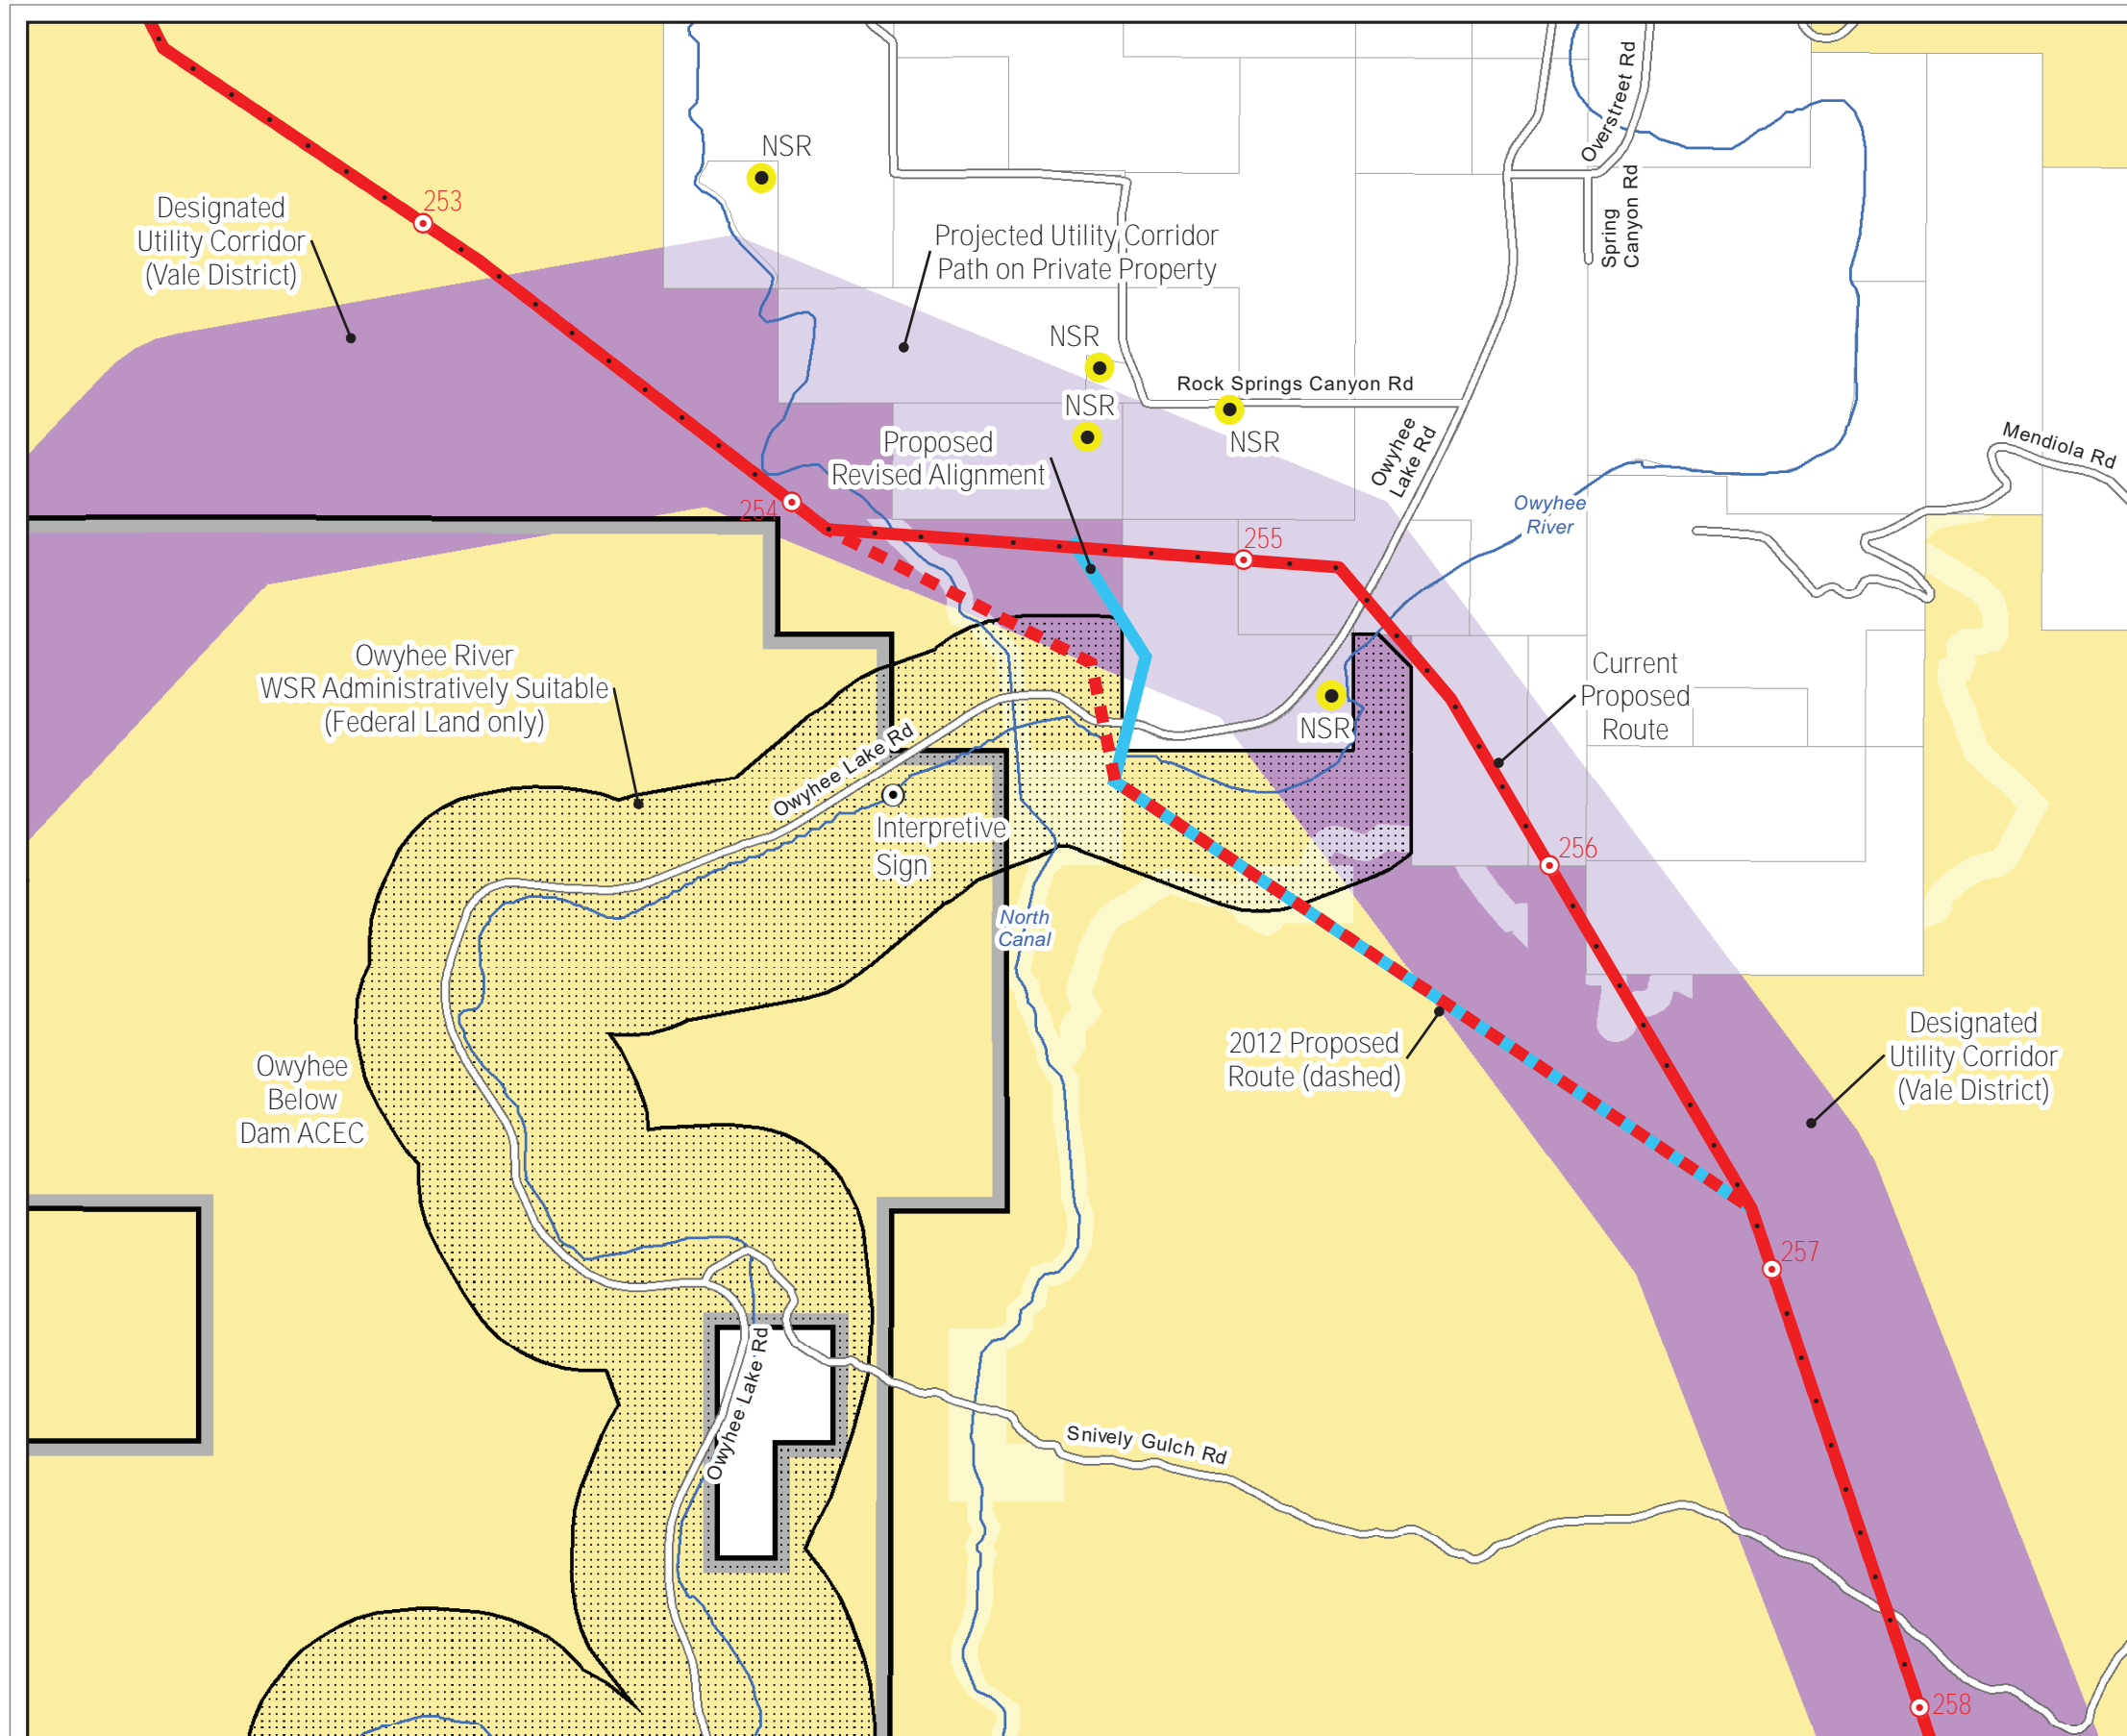 Overstreet Rd
Spring
Canyon Rd
NSR
253
Designated
Utility Corridor
(Vale District)
Projected Utility Corridor
Path on Private Property
NSR
Rock Springs Canyon Rd
NSR
NSR
Proposed
Revised Alignment
Owyhee
Lake Rd
Mendiola Rd
Owyhee
River
254
255
Owyhee River
WSR Administratively Suitable
(Federal Land only)
Current
Proposed
Route
NSR
Owyhee Lake Rd
Interpretive
Sign
256
North
Canal
2012 Proposed
Route (dashed)
Designated
Utility Corridor
(Vale District)
Owyhee
Below
Dam ACEC
257
Owyhee Lake Rd
Snively Gulch Rd
258